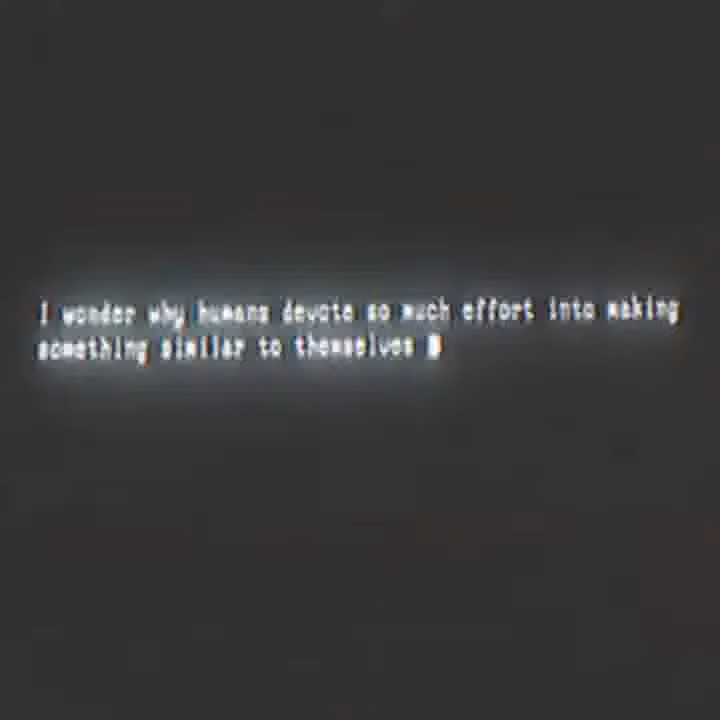 I wonder why humans devote so much effort into making
something similar to themselves